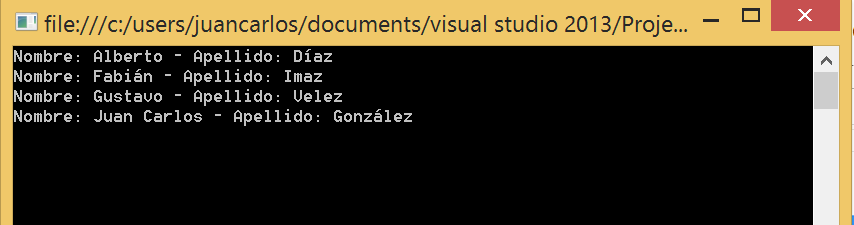 file:///c:/users/juancarlos/documents/visual studio 2013/Proje...
Nombre: Alberto - Apellido: Díaz
Nombre: Fabián - Apellido: Imaz
Nombre: Gustavo - Apellido: Velez
Nombre: Juan Carlos - Apellido: González